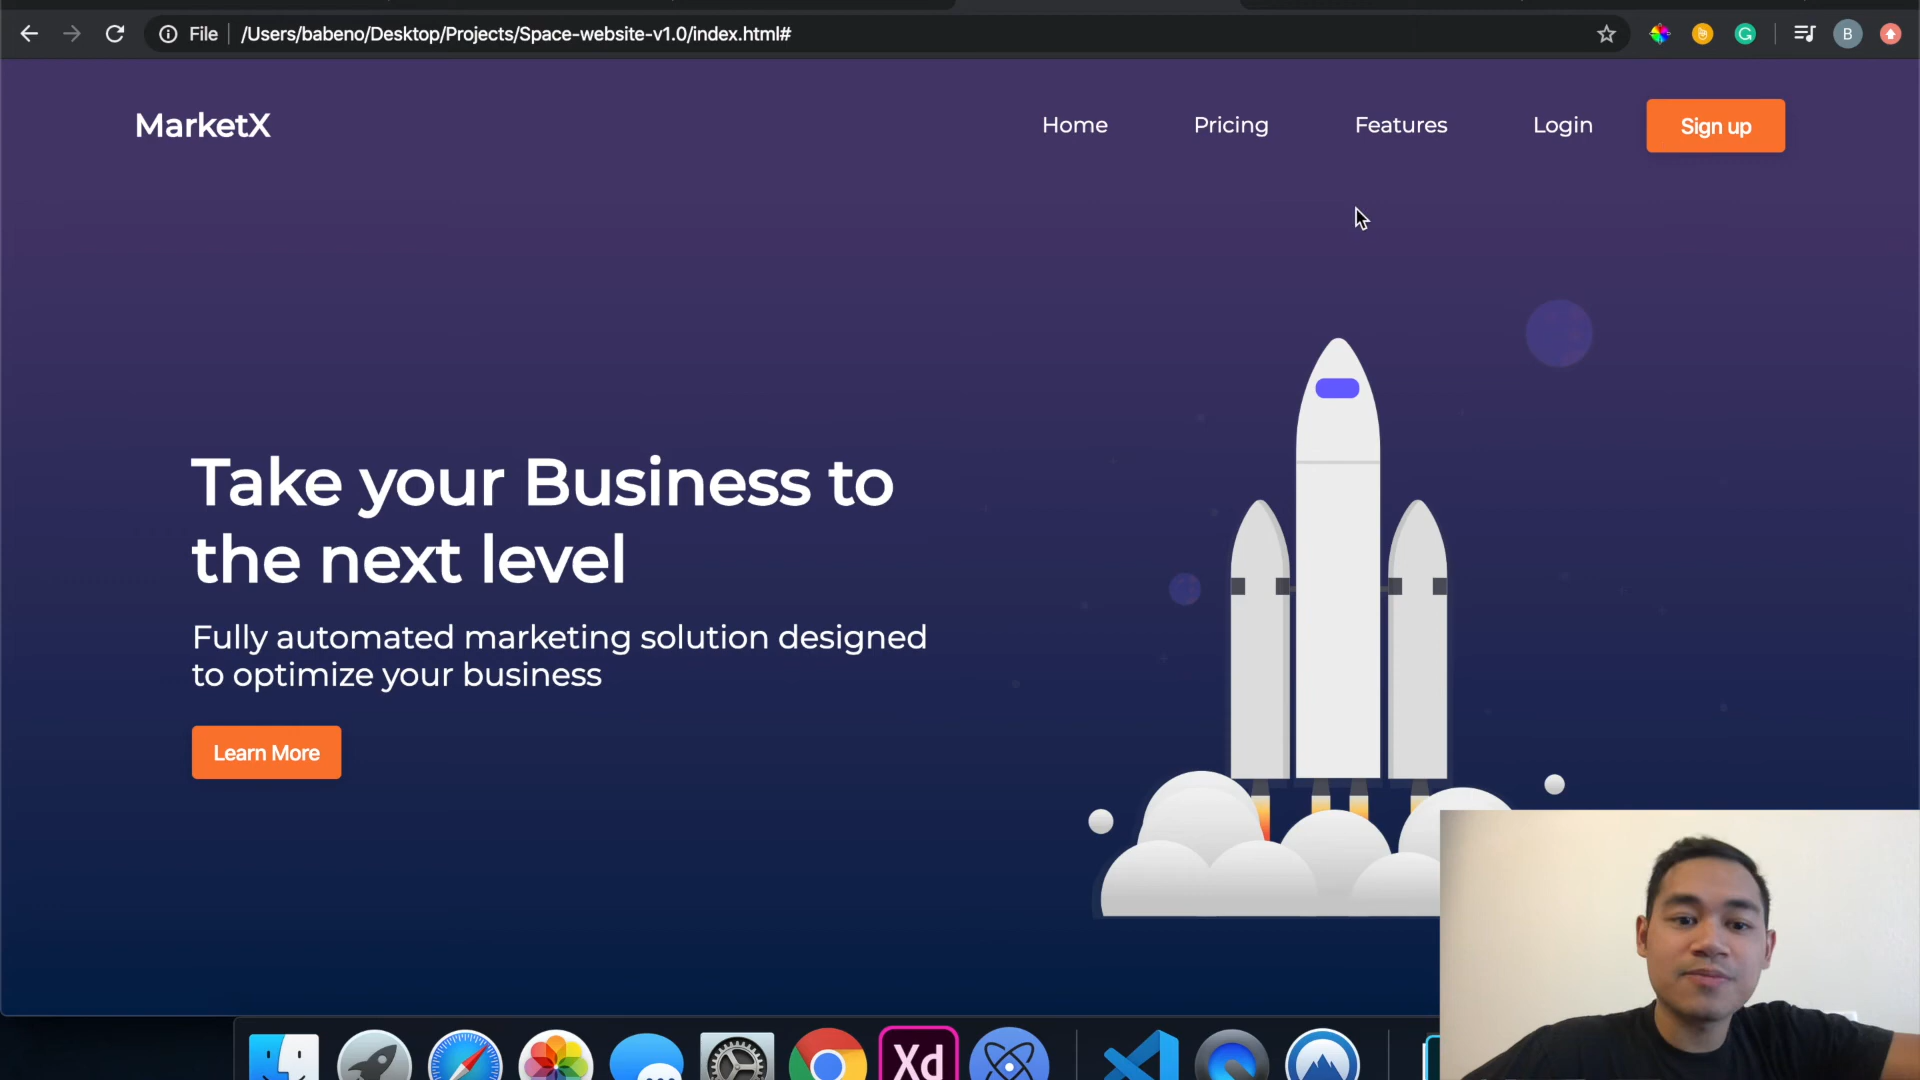 File
/Users/babeno/Desktop/Projects/Space-website-v1.0/index.html#
B
MarketX
Home
Pricing
Features
Login
Sign up
Take your Business to
the next level
Fully automated marketing solution designed
to optimize your business
Learn More
Xd